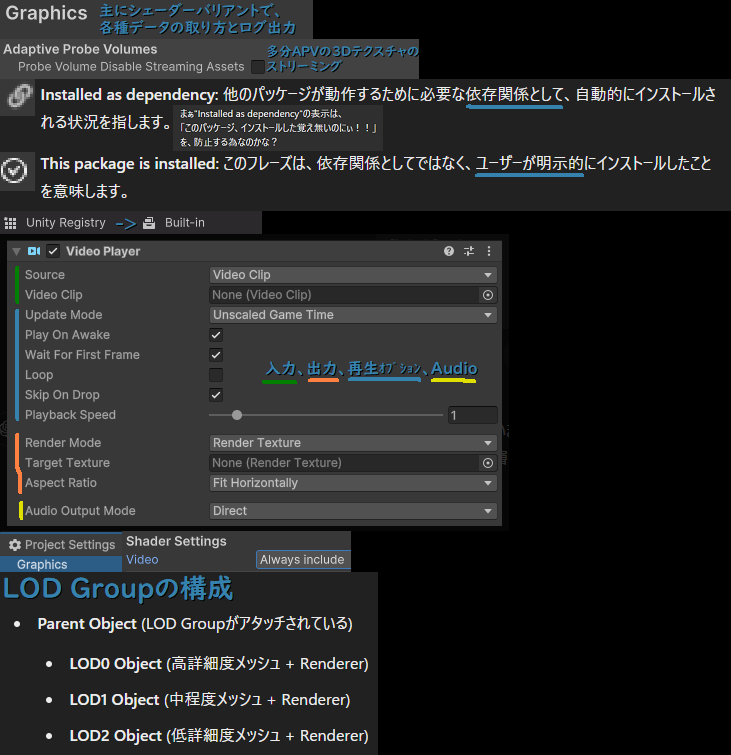 Graphics 主にシェーダーバリアントで、
各種データの取り方とログ出力
Adaptive Probe Volumes 多分APVの3Dテクスチャの
Probe Volume Disable Streaming Assets ストリーミング
Installed as dependency: 他のパッケージが動作するために必要な依存関係として、自動的にインストールさ
れる状況を指します。
まぁ"Installed as dependency"の表示は、
「このパッケージ、インストールした覚え無いのにぃ！！」
を、防止する為なのかな？
This package is installed: このフレーズは、依存関係としてではなく、ユーザーが明示的にインストールしたこと
を意味します。
Unity Registry --> Built-in
Video Player
Source Video Clip
Video Clip None (Video Clip)
Update Mode Unscaled Game Time
Play On Awake
Wait For First Frame
入力、出力、再生ｵﾌﾟｼｮﾝ、Audio
Loop
Skip On Drop
Playback Speed 1
Render Mode Render Texture
Target Texture None (Render Texture)
Aspect Ratio Fit Horizontally
Audio Output Mode Direct
Project Settings Shader Settings
Graphics Video Always include
LOD Groupの構成
• Parent Object (LOD Groupがアタッチされている)
• LOD0 Object (高詳細度メッシュ + Renderer)
• LOD1 Object (中程度メッシュ + Renderer)
• LOD2 Object (低詳細度メッシュ + Renderer)